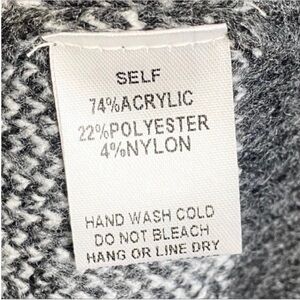 SELF
74%ACRYLIC
22%POLYESTER
4%NYLON
HAND WASH COLD
DO NOT BLEACH
HANG OR LINE DRY